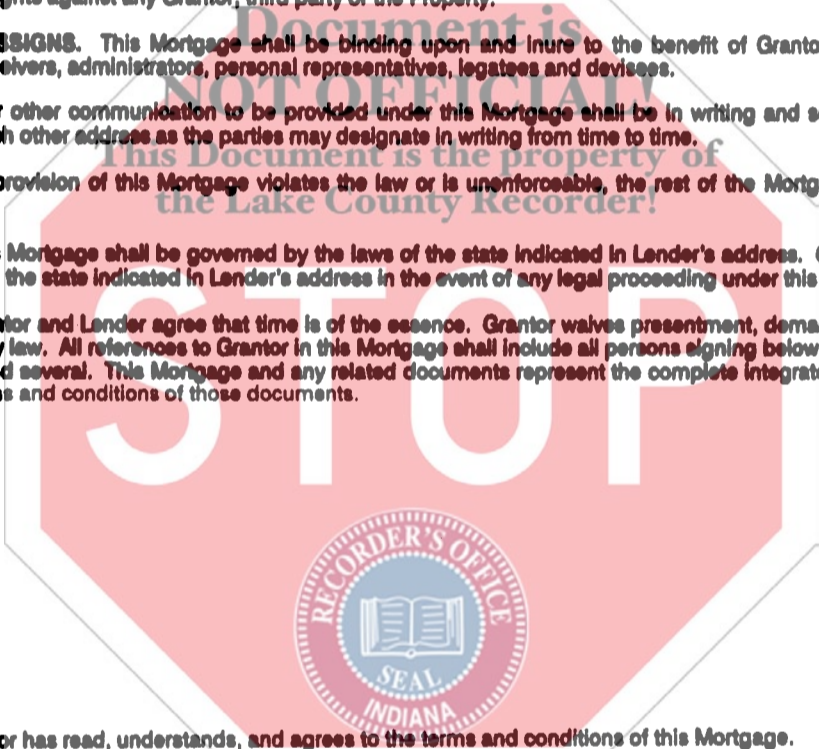 ghts against any Grantor, third party or the Property.
Document is
SSIGNS. This Mortgage shall be binding upon and inure to the benefit of Granto
eivers, administrators, personal representatives, legatees and devisees.
NOT OFFICIAL!
r other communication to be provided under this Mortgage shall be in writing and s
h other address as the parties may designate in writing from time to time.
This Document is the property of
provision of this Mortgage violates the law or is unenforceable, the rest of the Mortg
the Lake County Recorder!
s Mortgage shall be governed by the laws of the state indicated in Lender's address.
the state indicated in Lender's address in the event of any legal proceeding under this
STOP
tor and Lender agree that time is of the essence. Grantor waives presentment, dema
y law. All references to Grantor in this Mortgage shall include all persons signing below
d several. This Mortgage and any related documents represent the complete integrat
s and conditions of those documents.
RECORDER'S OFFICE
SEAL
INDIANA
or has read, understands, and agrees to the terms and conditions of this Mortgage.